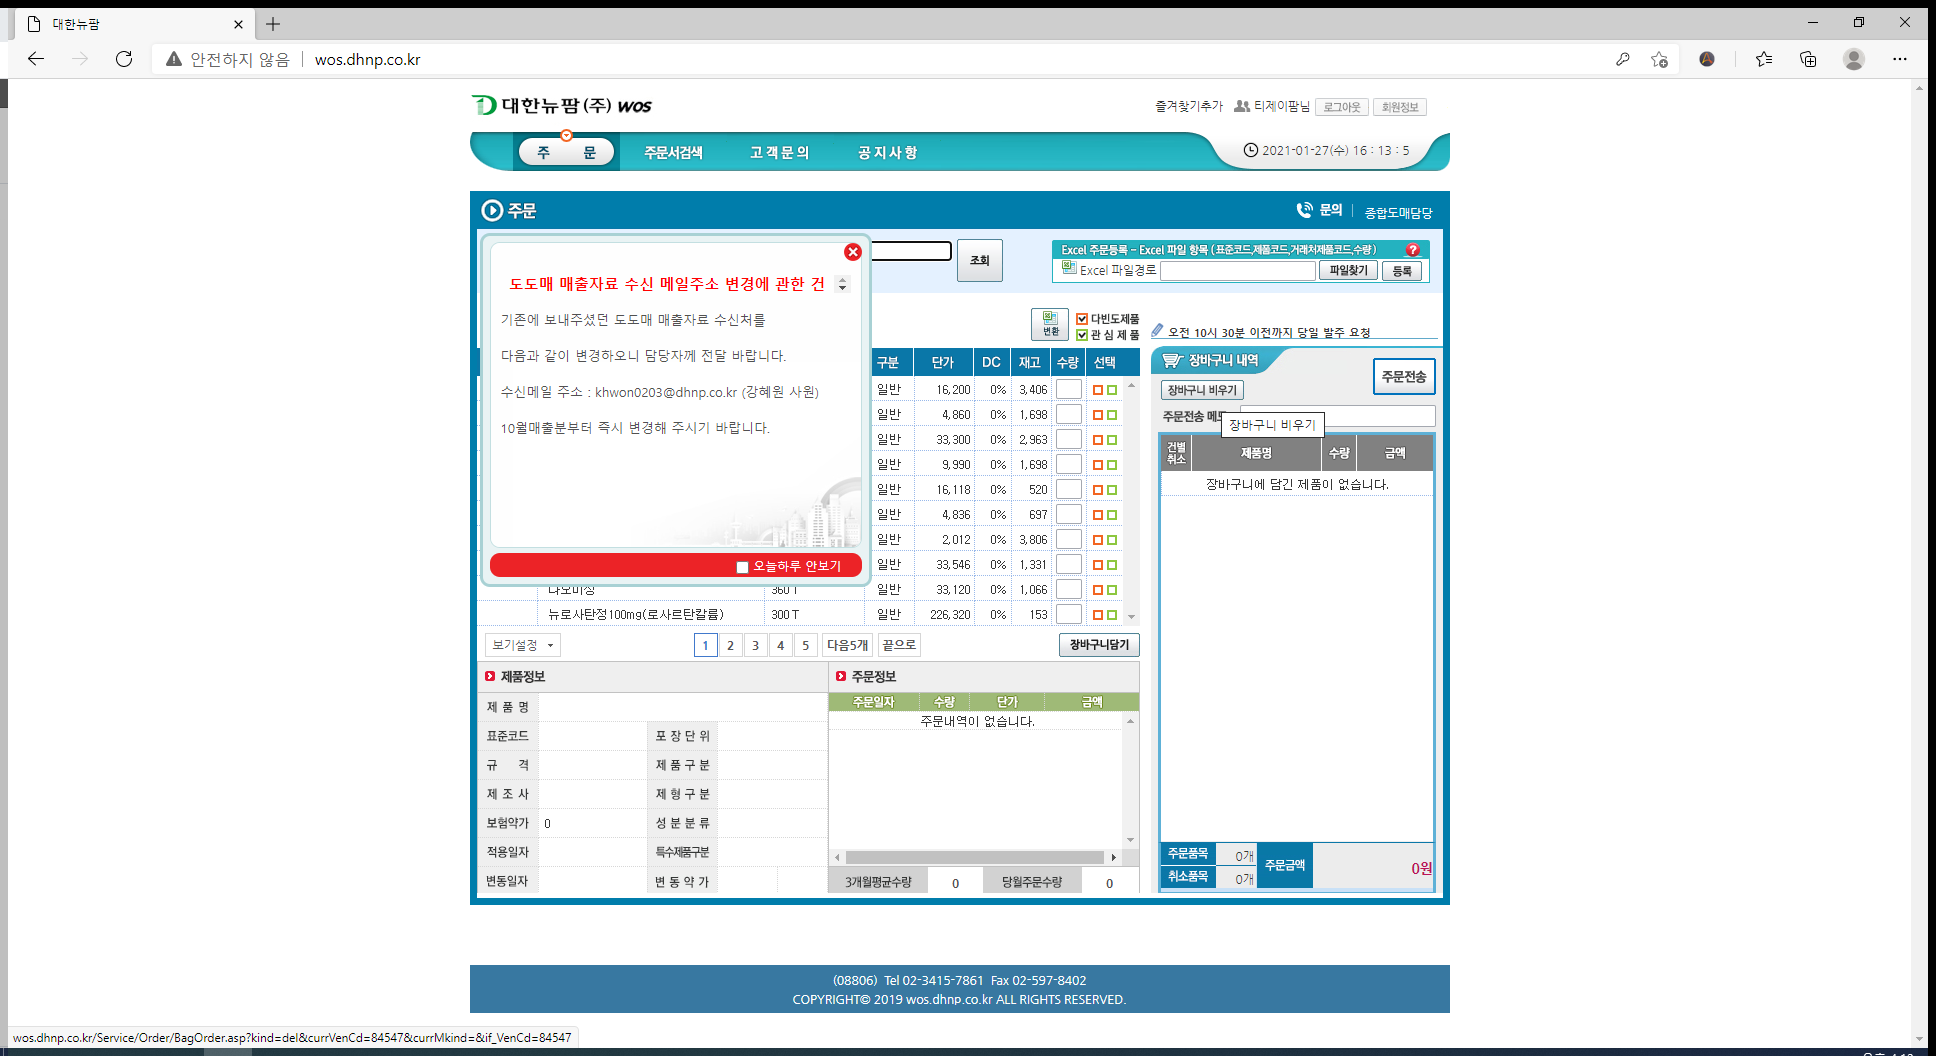 대한뉴팜
안전하지 않음 wos.dhnp.co.kr
대한뉴팜(주) WOS
즐겨찾기추가 티제이팜님 로그아웃 회원정보
주 문 주문서검색 고객문의 공지사항
2021-01-27(수) 16 : 13 : 5
주문
문의 종합도매담당
조회
Excel 주문등록 - Excel 파일 항목 (표준코드,제품코드,거래처제품코드,수량)
Excel 파일경로 파일찾기 등록
도도매 매출자료 수신 메일주소 변경에 관한 건
기존에 보내주셨던 도도매 매출자료 수신처를
다음과 같이 변경하오니 담당자께 전달 바랍니다.
수신메일 주소 : khwon0203@dhnp.co.kr (강혜원 사원)
10월매출분부터 즉시 변경해 주시기 바랍니다.
오늘하루 안보기
변환
다빈도제품
관심제품
오전 10시 30분 이전까지 당일 발주 요청
구분 단가 DC 재고 수량 선택
일반 16,200 0% 3,406
일반 4,860 0% 1,698
일반 33,300 0% 2,963
일반 9,990 0% 1,698
일반 16,118 0% 520
일반 4,836 0% 697
일반 2,012 0% 3,806
일반 33,546 0% 1,331
360 T 일반 33,120 0% 1,066
뉴로사탄정100mg(로사르탄칼륨) 300 T 일반 226,320 0% 153
보기설정 1 2 3 4 5 다음5개 끝으로 장바구니담기
장바구니 내역
주문전송
장바구니 비우기
주문전송 메모
장바구니 비우기
건별취소 제품명 수량 금액
장바구니에 담긴 제품이 없습니다.
제품정보
제 품 명
표준코드 포 장 단 위
규 격 제 품 구 분
제 조 사 제 형 구 분
보험약가 0 성 분 분 류
적용일자 특수제품구분
변동일자 변 동 약 가
주문정보
주문일자 수량 단가 금액
주문내역이 없습니다.
3개월평균수량 0 당월주문수량 0
주문품목 0개 주문금액 0원
취소품목 0개
(08806) Tel 02-3415-7861 Fax 02-597-8402
COPYRIGHT© 2019 wos.dhnp.co.kr ALL RIGHTS RESERVED.
wos.dhnp.co.kr/Service/Order/BagOrder.asp?kind=del&currVenCd=84547&currMkind=&if_VenCd=84547